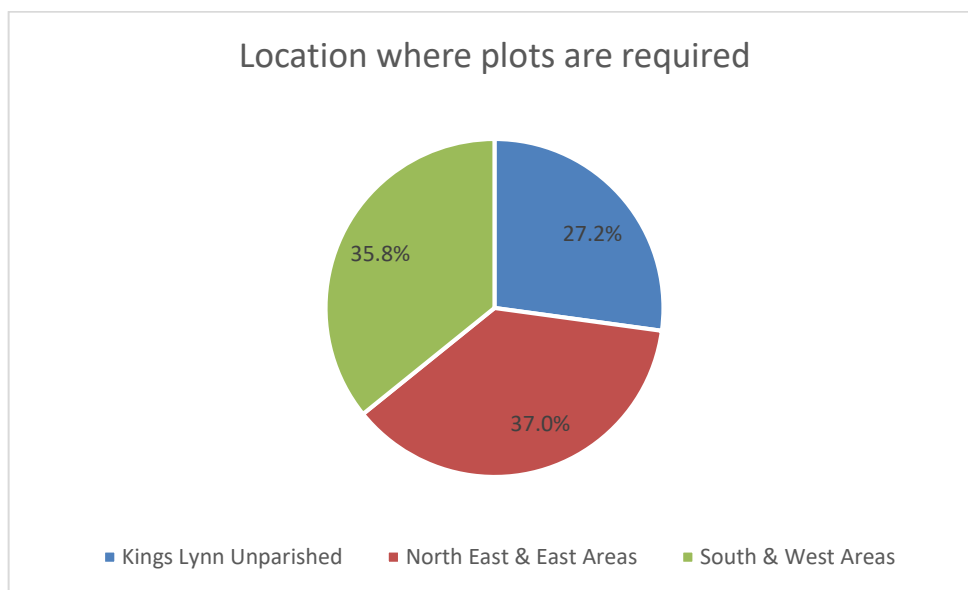 Location where plots are required
27.2%
35.8%
37.0%
Kings Lynn Unparished North East & East Areas South & West Areas